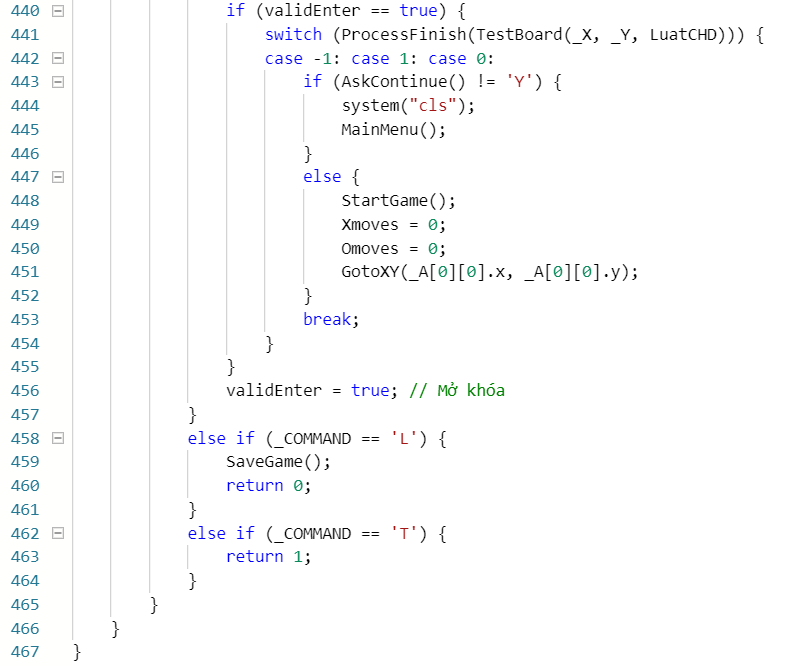 440 if (validEnter == true) {
441 switch (ProcessFinish(TestBoard(_X, _Y, LuatCHD))) {
442 case -1: case 1: case 0:
443 if (AskContinue() != 'Y') {
444 system("cls");
445 MainMenu();
446 }
447 else {
448 StartGame();
449 Xmoves = 0;
450 Omoves = 0;
451 GotoXY(_A[0][0].x, _A[0][0].y);
452 }
453 break;
454 }
455 }
456 validEnter = true; // Mở khóa
457 }
458 else if (_COMMAND == 'L') {
459 SaveGame();
460 return 0;
461 }
462 else if (_COMMAND == 'T') {
463 return 1;
464 }
465 }
466 }
467 }